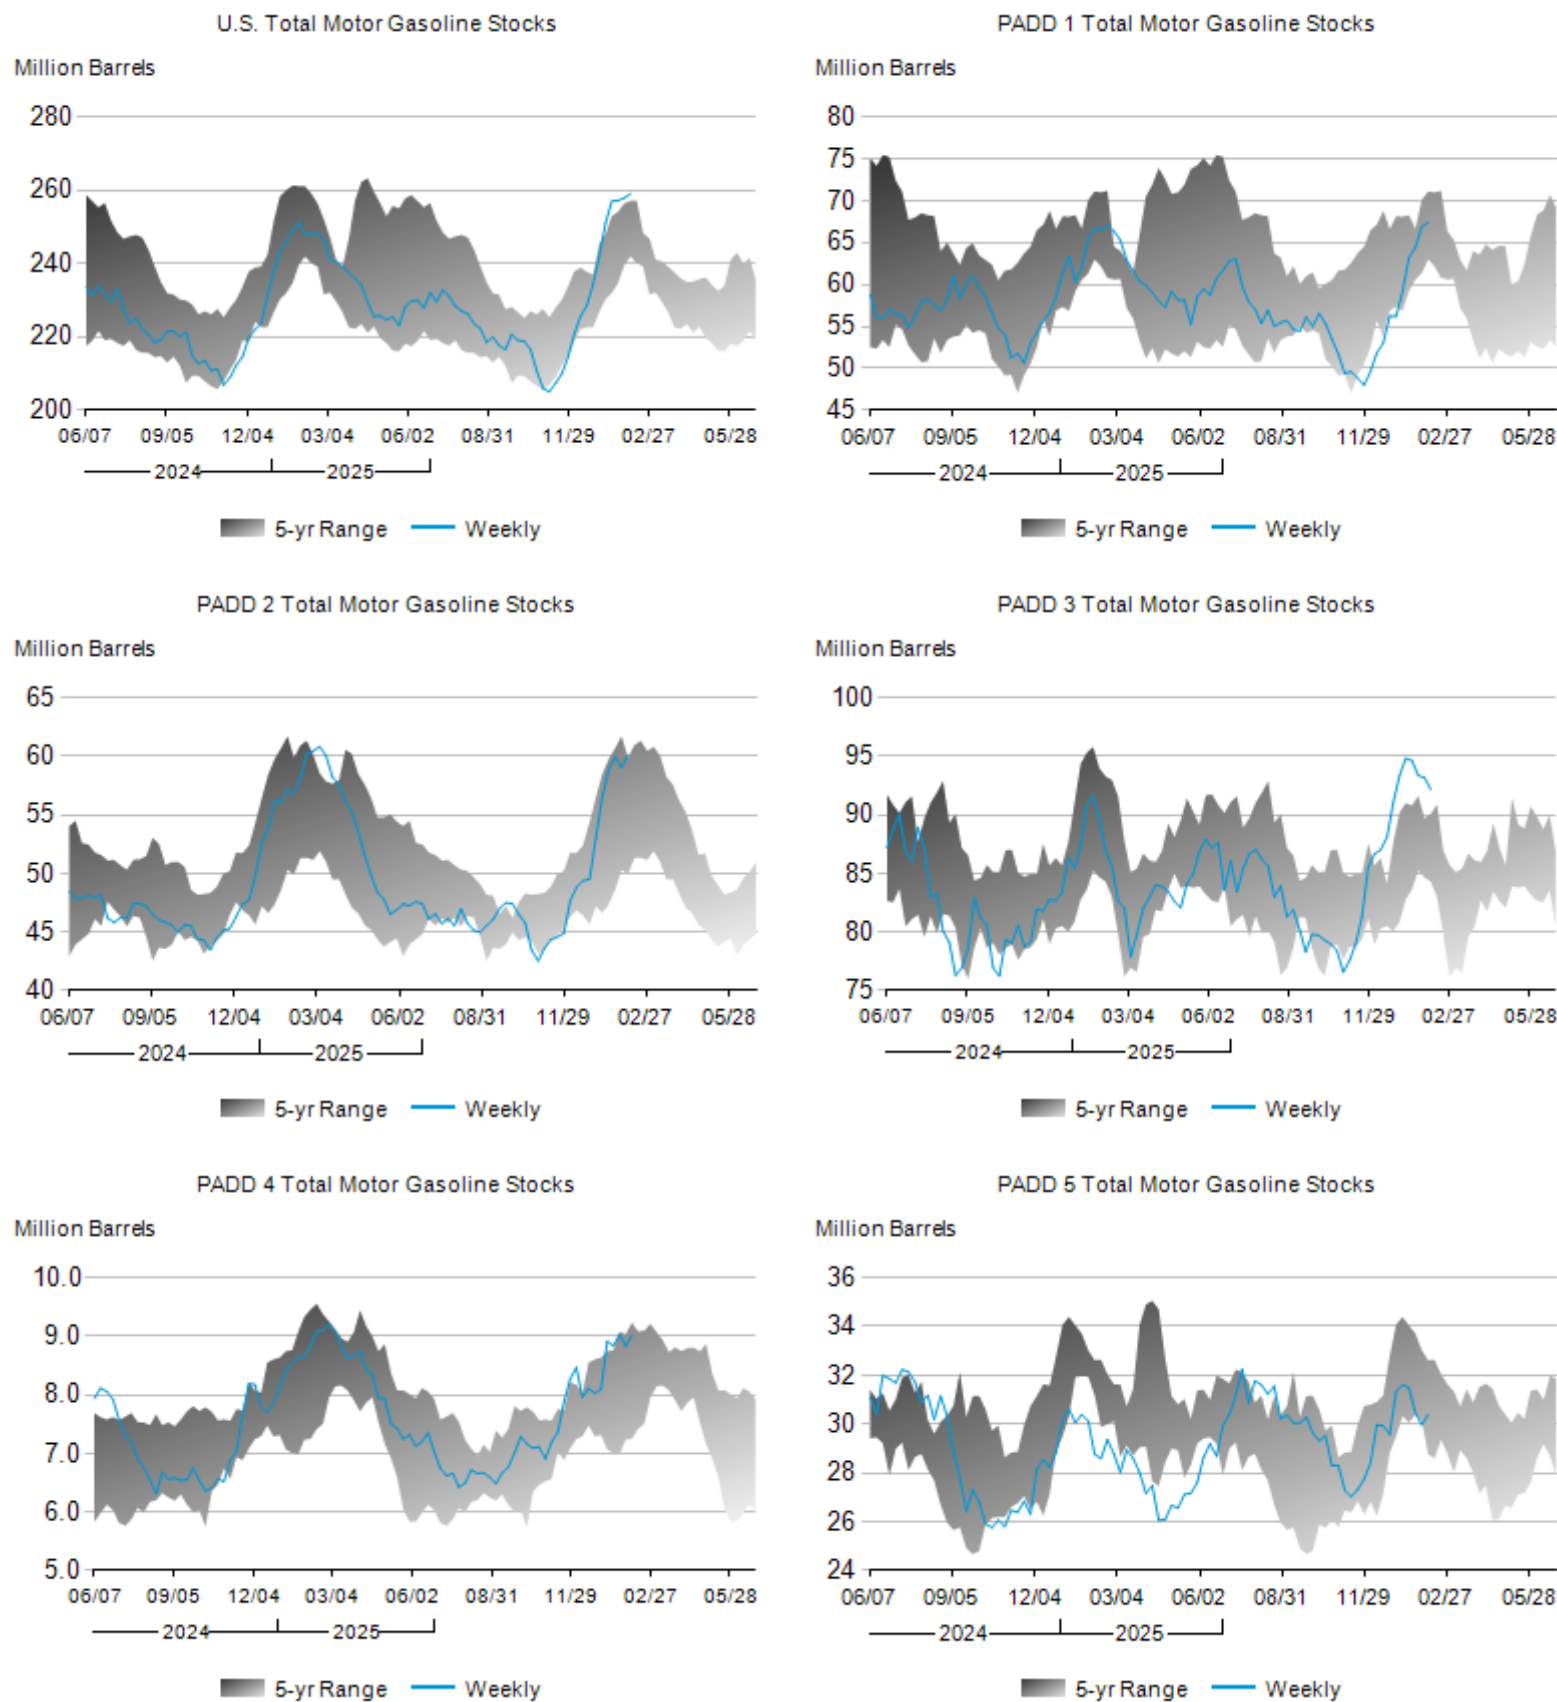 U.S. Total Motor Gasoline Stocks
Million Barrels
280
260
240
220
200
06/07 09/05 12/04 03/04 06/02 08/31 11/29 02/27 05/28
2024 2025
5-yr Range Weekly
PADD 1 Total Motor Gasoline Stocks
Million Barrels
80
75
70
65
60
55
50
45
06/07 09/05 12/04 03/04 06/02 08/31 11/29 02/27 05/28
2024 2025
5-yr Range Weekly
PADD 2 Total Motor Gasoline Stocks
Million Barrels
65
60
55
50
45
40
06/07 09/05 12/04 03/04 06/02 08/31 11/29 02/27 05/28
2024 2025
5-yr Range Weekly
PADD 3 Total Motor Gasoline Stocks
Million Barrels
100
95
90
85
80
75
06/07 09/05 12/04 03/04 06/02 08/31 11/29 02/27 05/28
2024 2025
5-yr Range Weekly
PADD 4 Total Motor Gasoline Stocks
Million Barrels
10.0
9.0
8.0
7.0
6.0
5.0
06/07 09/05 12/04 03/04 06/02 08/31 11/29 02/27 05/28
2024 2025
5-yr Range Weekly
PADD 5 Total Motor Gasoline Stocks
Million Barrels
36
34
32
30
28
26
24
06/07 09/05 12/04 03/04 06/02 08/31 11/29 02/27 05/28
2024 2025
5-yr Range Weekly